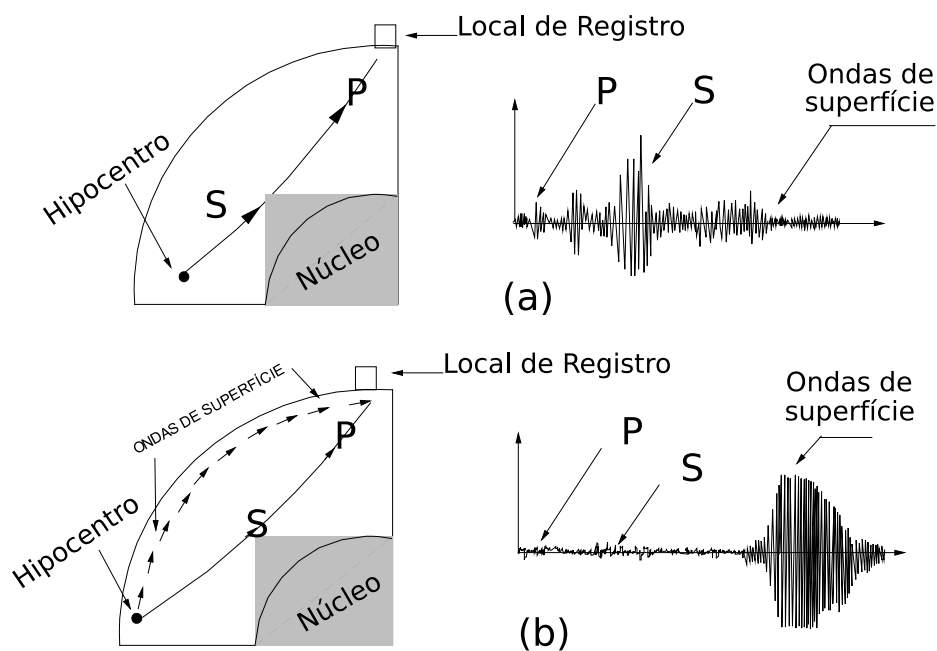 Local de Registro
P
Hipocentro
S
Núcleo
P
S
Ondas de
superfície
(a)
Local de Registro
ONDAS DE SUPERFÍCIE
P
Hipocentro
S
Núcleo
P
S
Ondas de
superfície
(b)